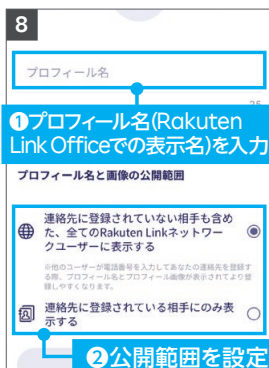 8
プロフィール名
❶プロフィール名(Rakuten
Link Officeでの表示名)を入力
プロフィール名と画像の公開範囲
連絡先に登録されていない相手も含め
た、全てのRakuten Linkネットワー
クユーザーに表示する
※他のユーザーが電話番号を入力してあなたの連絡先を登録す
る際、プロフィール名とプロフィール画像が表示されてより登
録しやすくなります。
連絡先に登録されている相手にのみ表
示する
❷公開範囲を設定